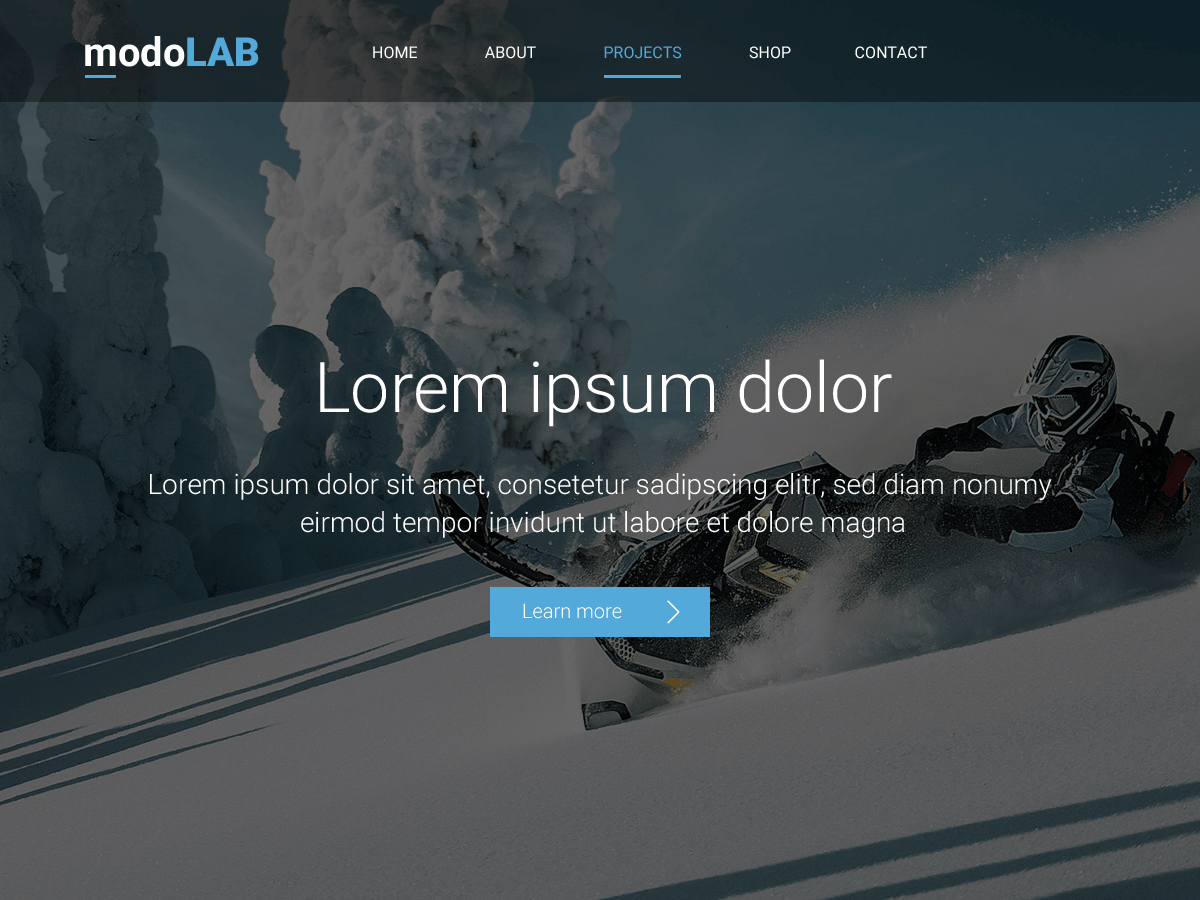 modoLAB
HOME ABOUT PROJECTS SHOP CONTACT
Lorem ipsum dolor
Lorem ipsum dolor sit amet, consetetur sadipscing elitr, sed diam nonumy
eirmod tempor invidunt ut labore et dolore magna
Learn more